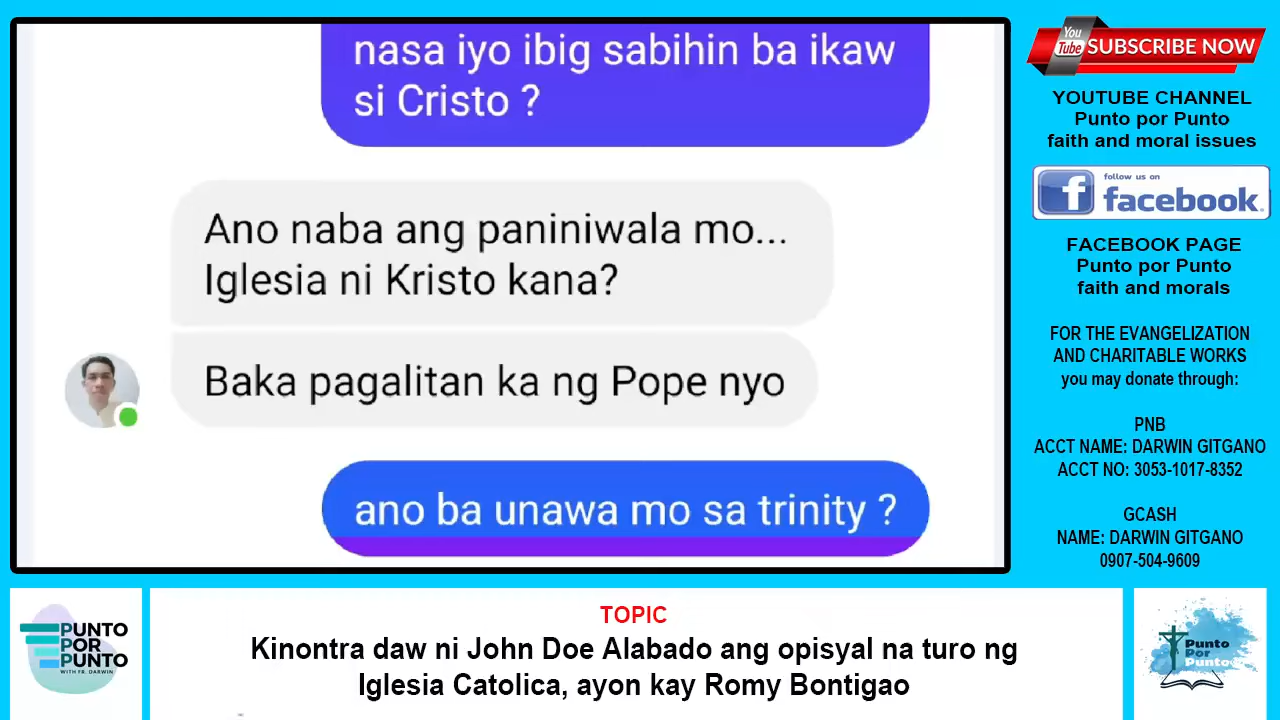 nasa iyo ibig sabihin ba ikaw
si Cristo ?
Ano naba ang paniniwala mo...
Iglesia ni Kristo kana?
Baka pagalitan ka ng Pope nyo
ano ba unawa mo sa trinity ?
You
Tube
SUBSCRIBE NOW
YOUTUBE CHANNEL
Punto por Punto
faith and moral issues
follow us on
facebook.
FACEBOOK PAGE
Punto por Punto
faith and morals
FOR THE EVANGELIZATION
AND CHARITABLE WORKS
you may donate through:
PNB
ACCT NAME: DARWIN GITGANO
ACCT NO: 3053-1017-8352
GCASH
NAME: DARWIN GITGANO
0907-504-9609
PUNTO
POR
PUNTO
WITH FR. DARWIN
TOPIC
Kinontra daw ni John Doe Alabado ang opisyal na turo ng
Iglesia Catolica, ayon kay Romy Bontigao
Punto
Por
Punto